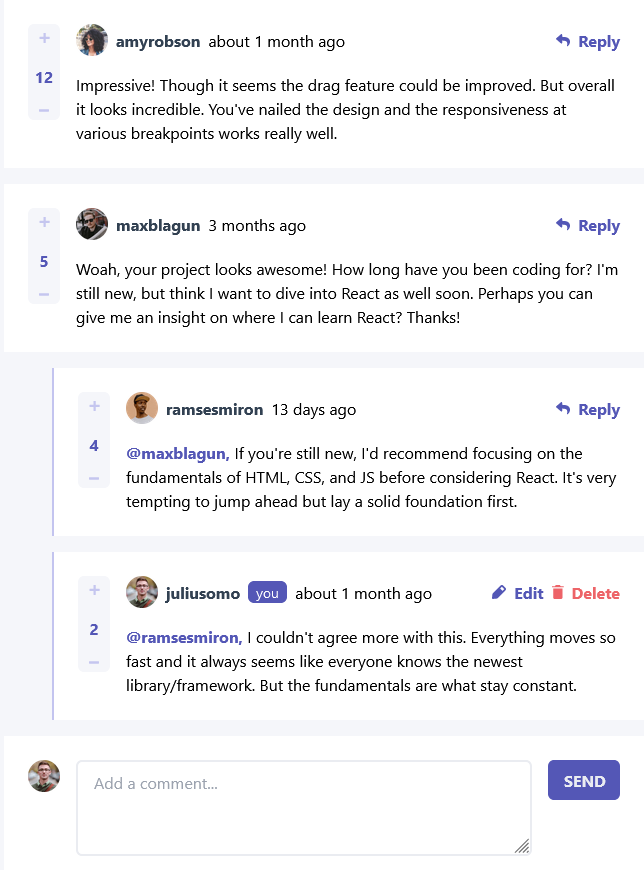 +
amyrobson about 1 month ago Reply
12
Impressive! Though it seems the drag feature could be improved. But overall
it looks incredible. You've nailed the design and the responsiveness at
various breakpoints works really well.
−
+
maxblagun 3 months ago Reply
5
Woah, your project looks awesome! How long have you been coding for? I'm
still new, but think I want to dive into React as well soon. Perhaps you can
give me an insight on where I can learn React? Thanks!
−
+
ramsesmiron 13 days ago Reply
4
@maxblagun, If you're still new, I'd recommend focusing on the
fundamentals of HTML, CSS, and JS before considering React. It's very
tempting to jump ahead but lay a solid foundation first.
−
+
juliusomo you about 1 month ago Edit Delete
2
@ramsesmiron, I couldn't agree more with this. Everything moves so
fast and it always seems like everyone knows the newest
library/framework. But the fundamentals are what stay constant.
−
Add a comment...
SEND